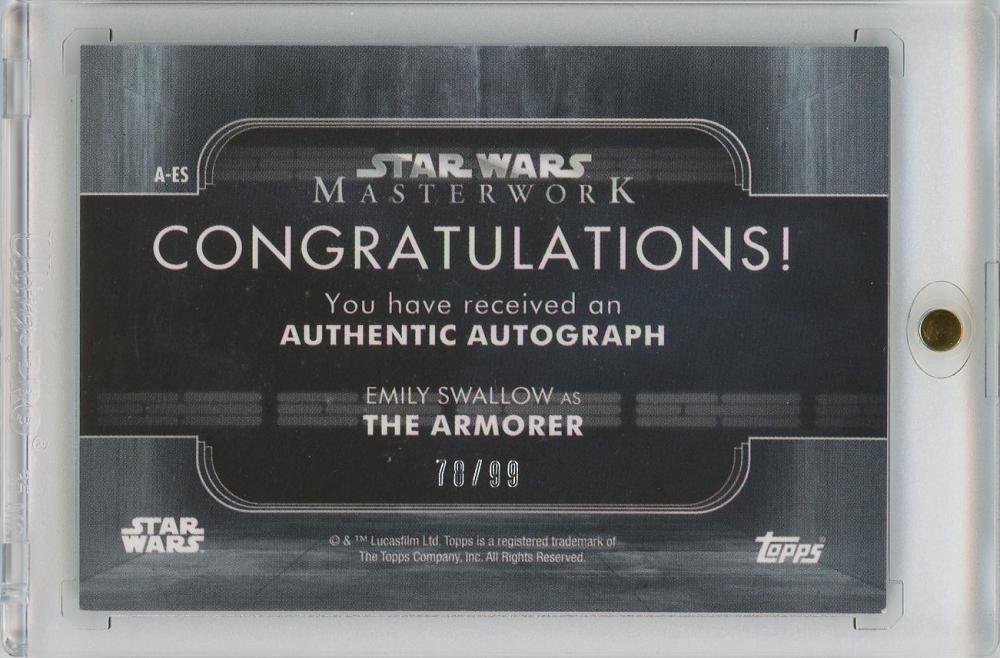 A-ES
STAR WARS
MASTERWORK
CONGRATULATIONS!
You have received an
AUTHENTIC AUTOGRAPH
EMILY SWALLOW AS
THE ARMORER
78/99
STAR
WARS
© & ™ Lucasfilm Ltd. Topps is a registered trademark of
The Topps Company, Inc. All Rights Reserved.
Topps®